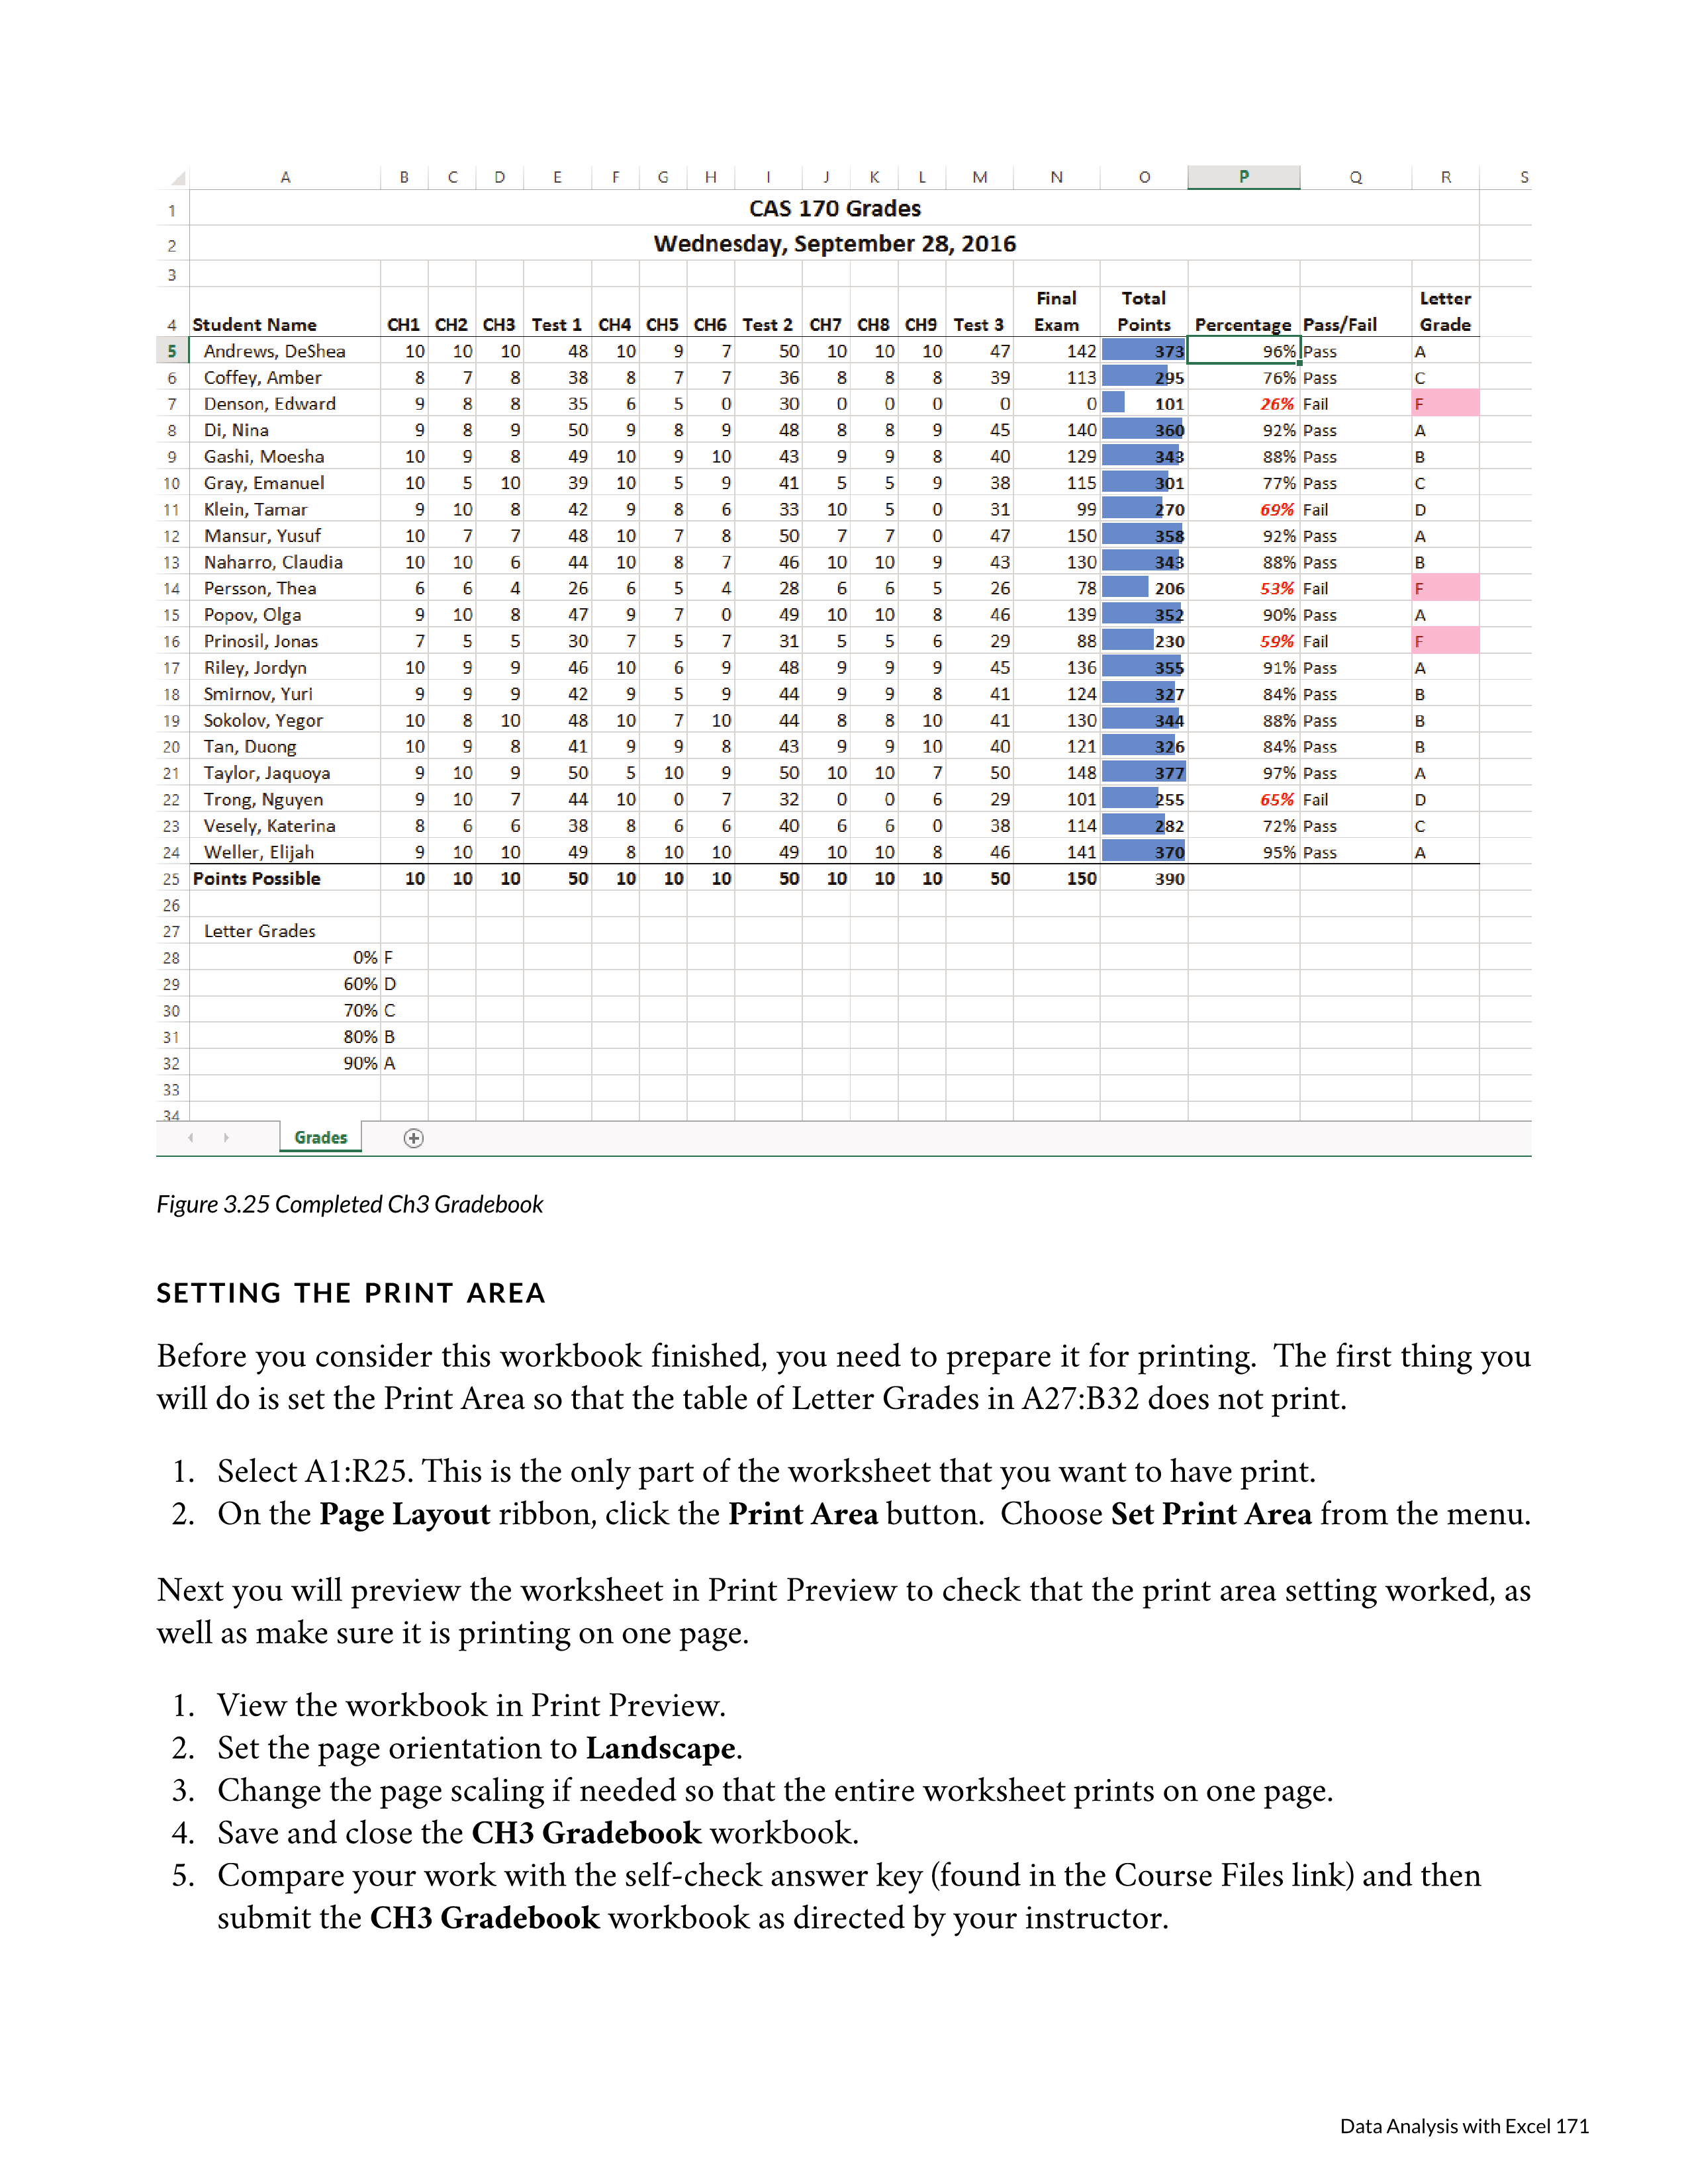 A B C D E F G H I J K L M N O P Q R S
1 CAS 170 Grades
2 Wednesday, September 28, 2016
3
Final Total Letter
4 Student Name CH1 CH2 CH3 Test 1 CH4 CH5 CH6 Test 2 CH7 CH8 CH9 Test 3 Exam Points Percentage Pass/Fail Grade
5 Andrews, DeShea 10 10 10 48 10 9 7 50 10 10 10 47 142 373 96% Pass A
6 Coffey, Amber 8 7 8 38 8 7 7 36 8 8 8 39 113 295 76% Pass C
7 Denson, Edward 9 8 8 35 6 5 0 30 0 0 0 0 0 101 26% Fail F
8 Di, Nina 9 8 9 50 9 8 9 48 8 8 9 45 140 360 92% Pass A
9 Gashi, Moesha 10 9 8 49 10 9 10 43 9 9 8 40 129 343 88% Pass B
10 Gray, Emanuel 10 5 10 39 10 5 9 41 5 5 9 38 115 301 77% Pass C
11 Klein, Tamar 9 10 8 42 9 8 6 33 10 5 0 31 99 270 69% Fail D
12 Mansur, Yusuf 10 7 7 48 10 7 8 50 7 7 0 47 150 358 92% Pass A
13 Naharro, Claudia 10 10 6 44 10 8 7 46 10 10 9 43 130 343 88% Pass B
14 Persson, Thea 6 6 4 26 6 5 4 28 6 6 5 26 78 206 53% Fail F
15 Popov, Olga 9 10 8 47 9 7 0 49 10 10 8 46 139 352 90% Pass A
16 Prinosil, Jonas 7 5 5 30 7 5 7 31 5 5 6 29 88 230 59% Fail F
17 Riley, Jordyn 10 9 9 46 10 6 9 48 9 9 9 45 136 355 91% Pass A
18 Smirnov, Yuri 9 9 9 42 9 5 9 44 9 9 8 41 124 327 84% Pass B
19 Sokolov, Yegor 10 8 10 48 10 7 10 44 8 8 10 41 130 344 88% Pass B
20 Tan, Duong 10 9 8 41 9 9 8 43 9 9 10 40 121 326 84% Pass B
21 Taylor, Jaquoya 9 10 9 50 5 10 9 50 10 10 7 50 148 377 97% Pass A
22 Trong, Nguyen 9 10 7 44 10 0 7 32 0 0 6 29 101 255 65% Fail D
23 Vesely, Katerina 8 6 6 38 8 6 6 40 6 6 0 38 114 282 72% Pass C
24 Weller, Elijah 9 10 10 49 8 10 10 49 10 10 8 46 141 370 95% Pass A
25 Points Possible 10 10 10 50 10 10 10 50 10 10 10 50 150 390
26
27 Letter Grades
28 0% F
29 60% D
30 70% C
31 80% B
32 90% A
33
34
Grades
Figure 3.25 Completed Ch3 Gradebook
SETTING THE PRINT AREA
Before you consider this workbook finished, you need to prepare it for printing. The first thing you
will do is set the Print Area so that the table of Letter Grades in A27:B32 does not print.
1. Select A1:R25. This is the only part of the worksheet that you want to have print.
2. On the Page Layout ribbon, click the Print Area button. Choose Set Print Area from the menu.
Next you will preview the worksheet in Print Preview to check that the print area setting worked, as
well as make sure it is printing on one page.
1. View the workbook in Print Preview.
2. Set the page orientation to Landscape.
3. Change the page scaling if needed so that the entire worksheet prints on one page.
4. Save and close the CH3 Gradebook workbook.
5. Compare your work with the self-check answer key (found in the Course Files link) and then
submit the CH3 Gradebook workbook as directed by your instructor.
Data Analysis with Excel 171